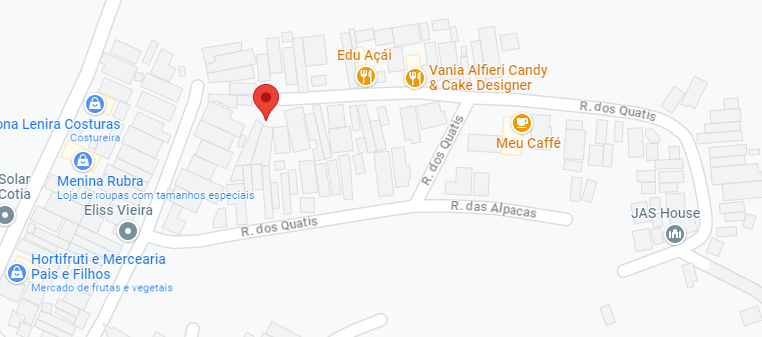 Edu Açáí
Vania Alfieri Candy
& Cake Designer
R. dos Quatis
ona Lenira Costuras
Costureira
Meu Caffé
R. dos Quatis
Menina Rubra
Loja de roupas com tamanhos especiais
Solar
Cotia
Eliss Vieira
R. das Alpacas
JAS House
R. dos Quatis
Hortifruti e Mercearia
Pais e Filhos
Mercado de frutas e vegetais